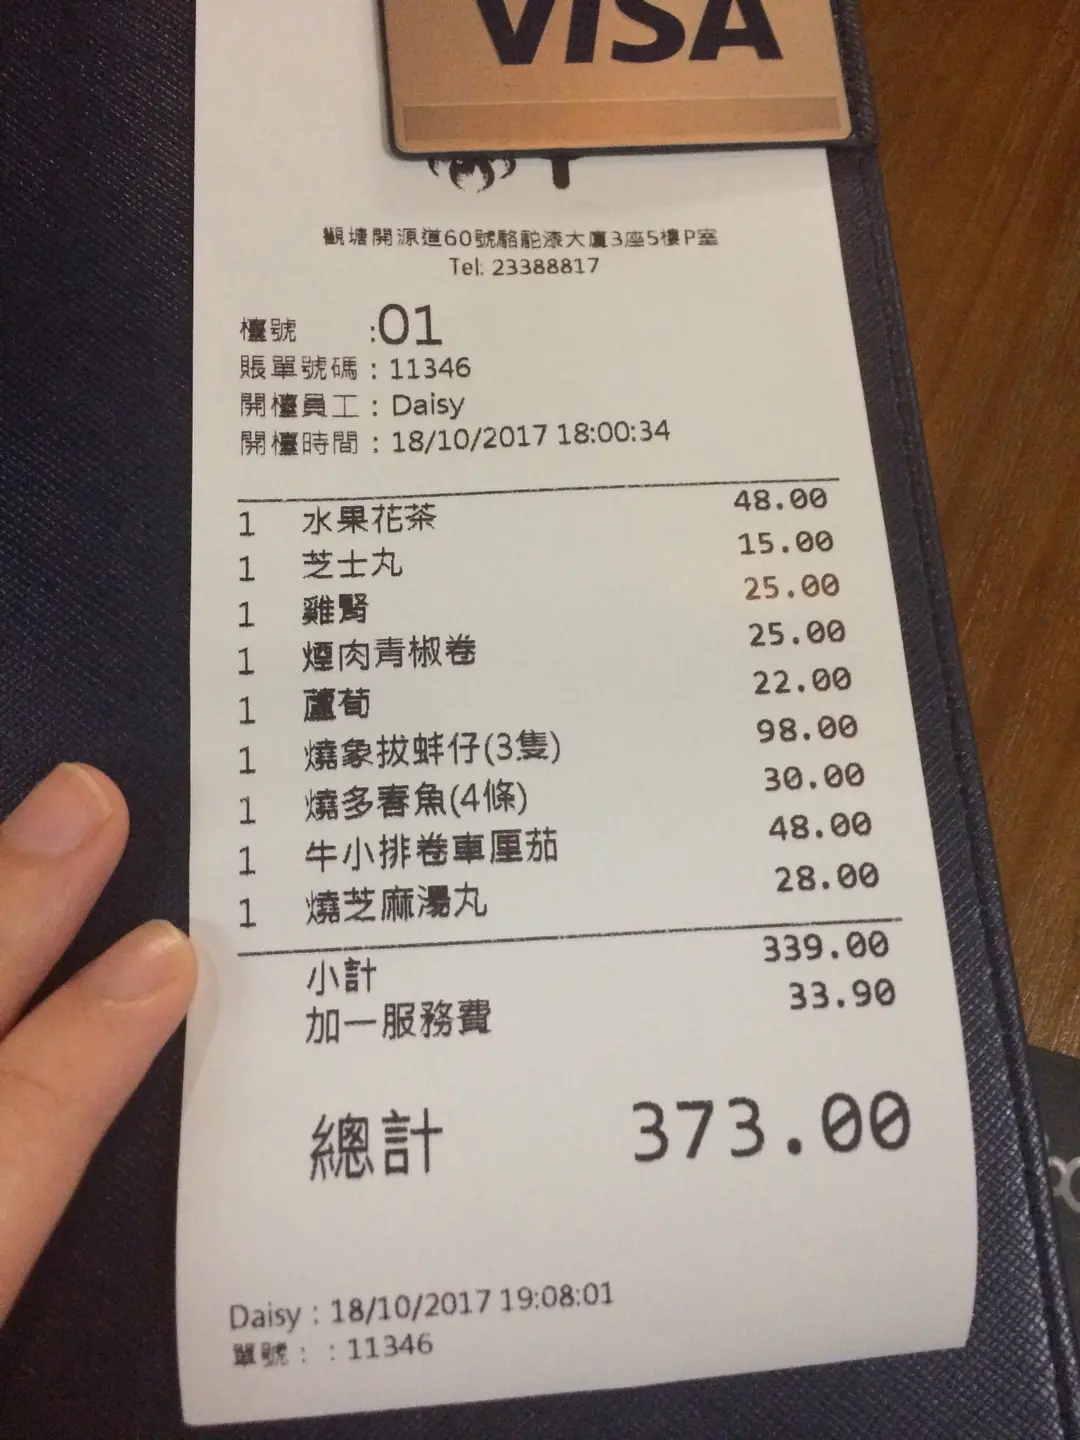 VISA
觀塘開源道60號駱駝漆大廈3座5樓P室
Tel: 23388817
檯號 :01
賬單號碼 : 11346
開檯員工 : Daisy
開檯時間 : 18/10/2017 18:00:34
1 水果花茶 48.00
1 芝士丸 15.00
1 雞腎 25.00
1 煙肉青椒卷 25.00
1 蘆荀 22.00
1 燒象拔蚌仔(3隻) 98.00
1 燒多春魚(4條) 30.00
1 牛小排卷車厘茄 48.00
1 燒芝麻湯丸 28.00
小計 339.00
加一服務費 33.90
總計 373.00
Daisy : 18/10/2017 19:08:01
單號: : 11346